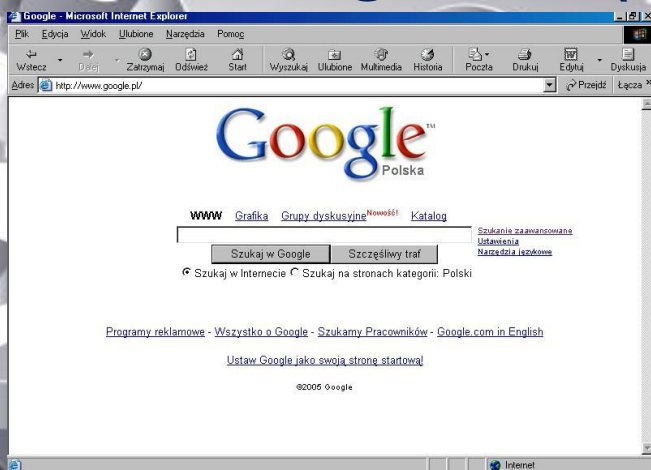 Google - Microsoft Internet Explorer
Plik Edycja Widok Ulubione Narzędzia Pomoc
Wstecz Dalej Zatrzymaj Odśwież Start Wyszukaj Ulubione Multimedia Historia Poczta Drukuj Edytuj Dyskusja
Adres http://www.google.pl/ Przejdź Łącza »
Google™
Polska
WWW Grafika Grupy dyskusyjne Nowość! Katalog
Szukanie zaawansowane
Ustawienia
Narzędzia językowe
Szukaj w Google Szczęśliwy traf
Szukaj w Internecie Szukaj na stronach kategorii: Polski
Programy reklamowe - Wszystko o Google - Szukamy Pracowników - Google.com in English
Ustaw Google jako swoją stronę startową!
©2005 Google
Internet